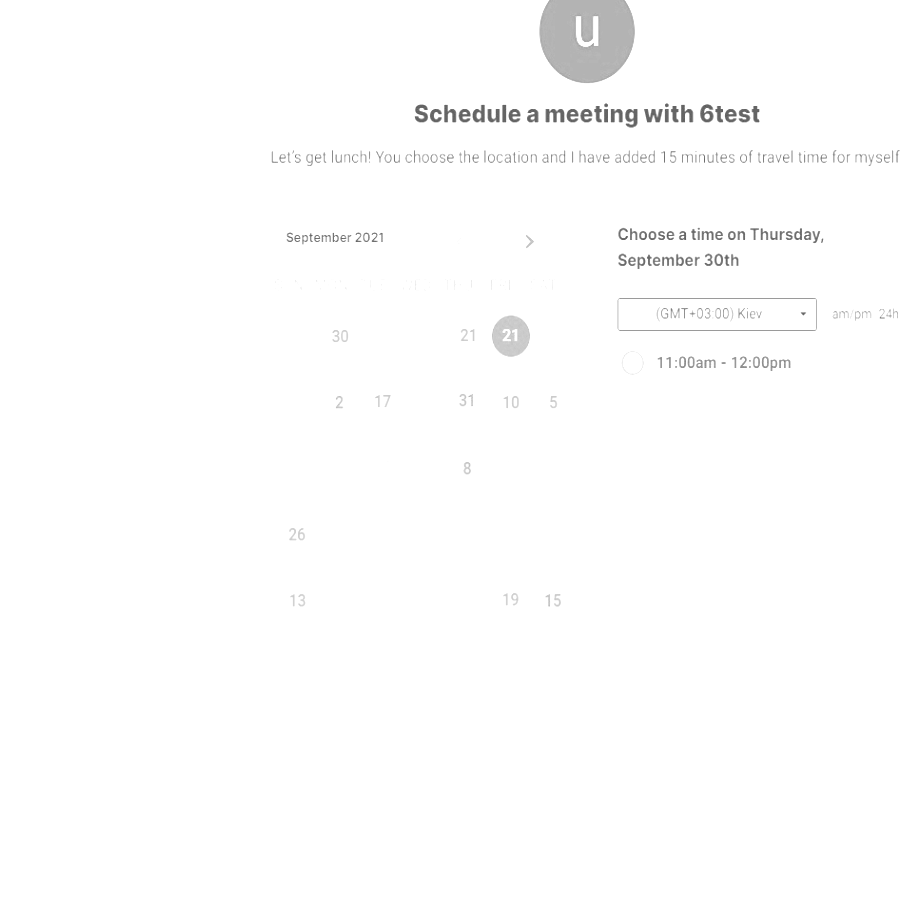 u
Schedule a meeting with 6test
Let's get lunch! You choose the location and I have added 15 minutes of travel time for myself
September 2021
30 21 21
2 17 31 10 5
8
26
13 19 15
Choose a time on Thursday,
September 30th
(GMT+03:00) Kiev am/pm 24h
11:00am - 12:00pm